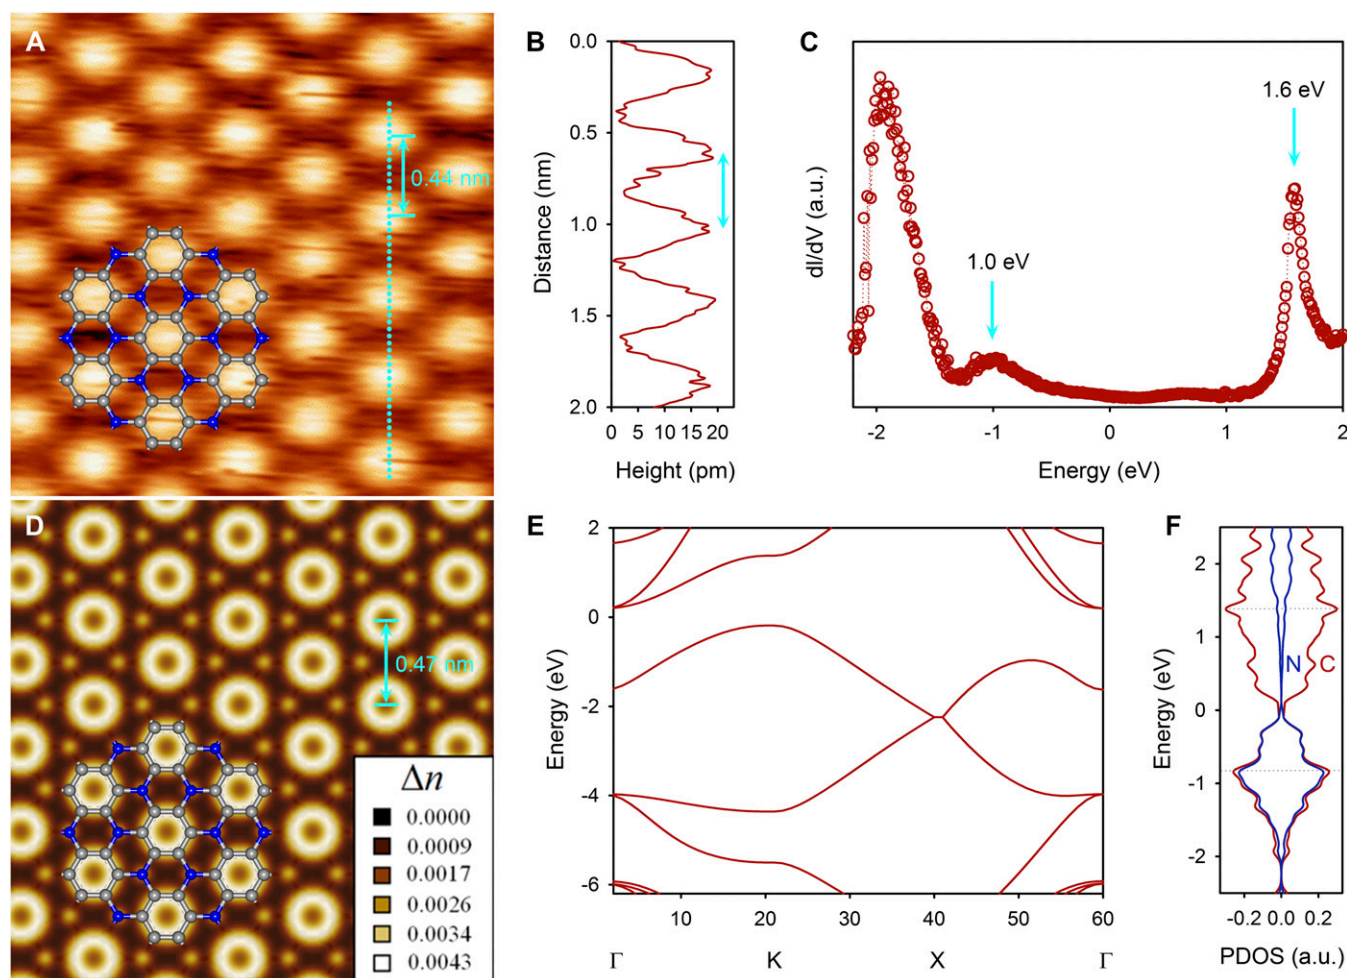 A
0.44 nm
B
0.0
0.5
1.0
1.5
2.0
Distance (nm)
0 5 10 15 20
Height (pm)
C
1.6 eV
1.0 eV
dI/dV (a.u.)
-2 -1 0 1 2
Energy (eV)
D
0.47 nm
Δn
0.0000
0.0009
0.0017
0.0026
0.0034
0.0043
E
2
0
-2
-4
-6
Energy (eV)
10 20 30 40 50 60
Γ K X Γ
F
2
1
0
-1
-2
Energy (eV)
N C
-0.2 0.0 0.2
PDOS (a.u.)